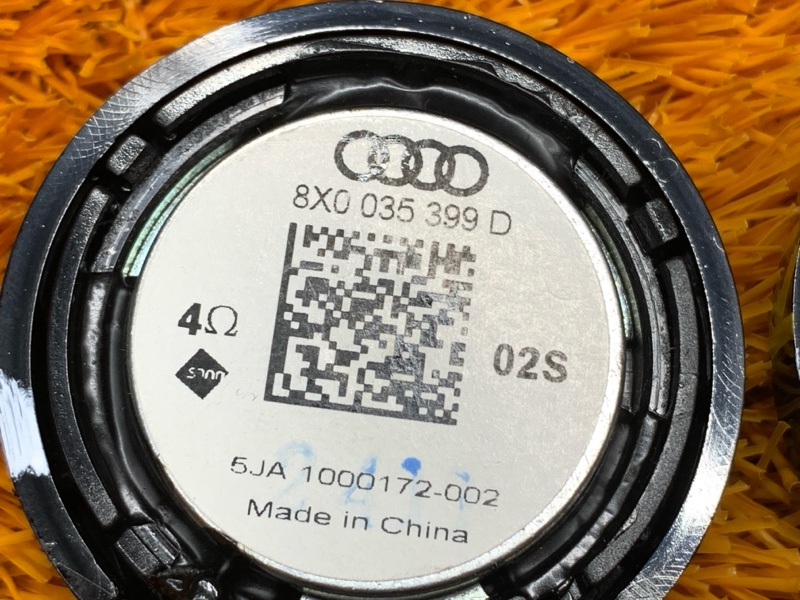 8X0 035 399 D
4Ω
02S
5JA 1000172-002
Made in China